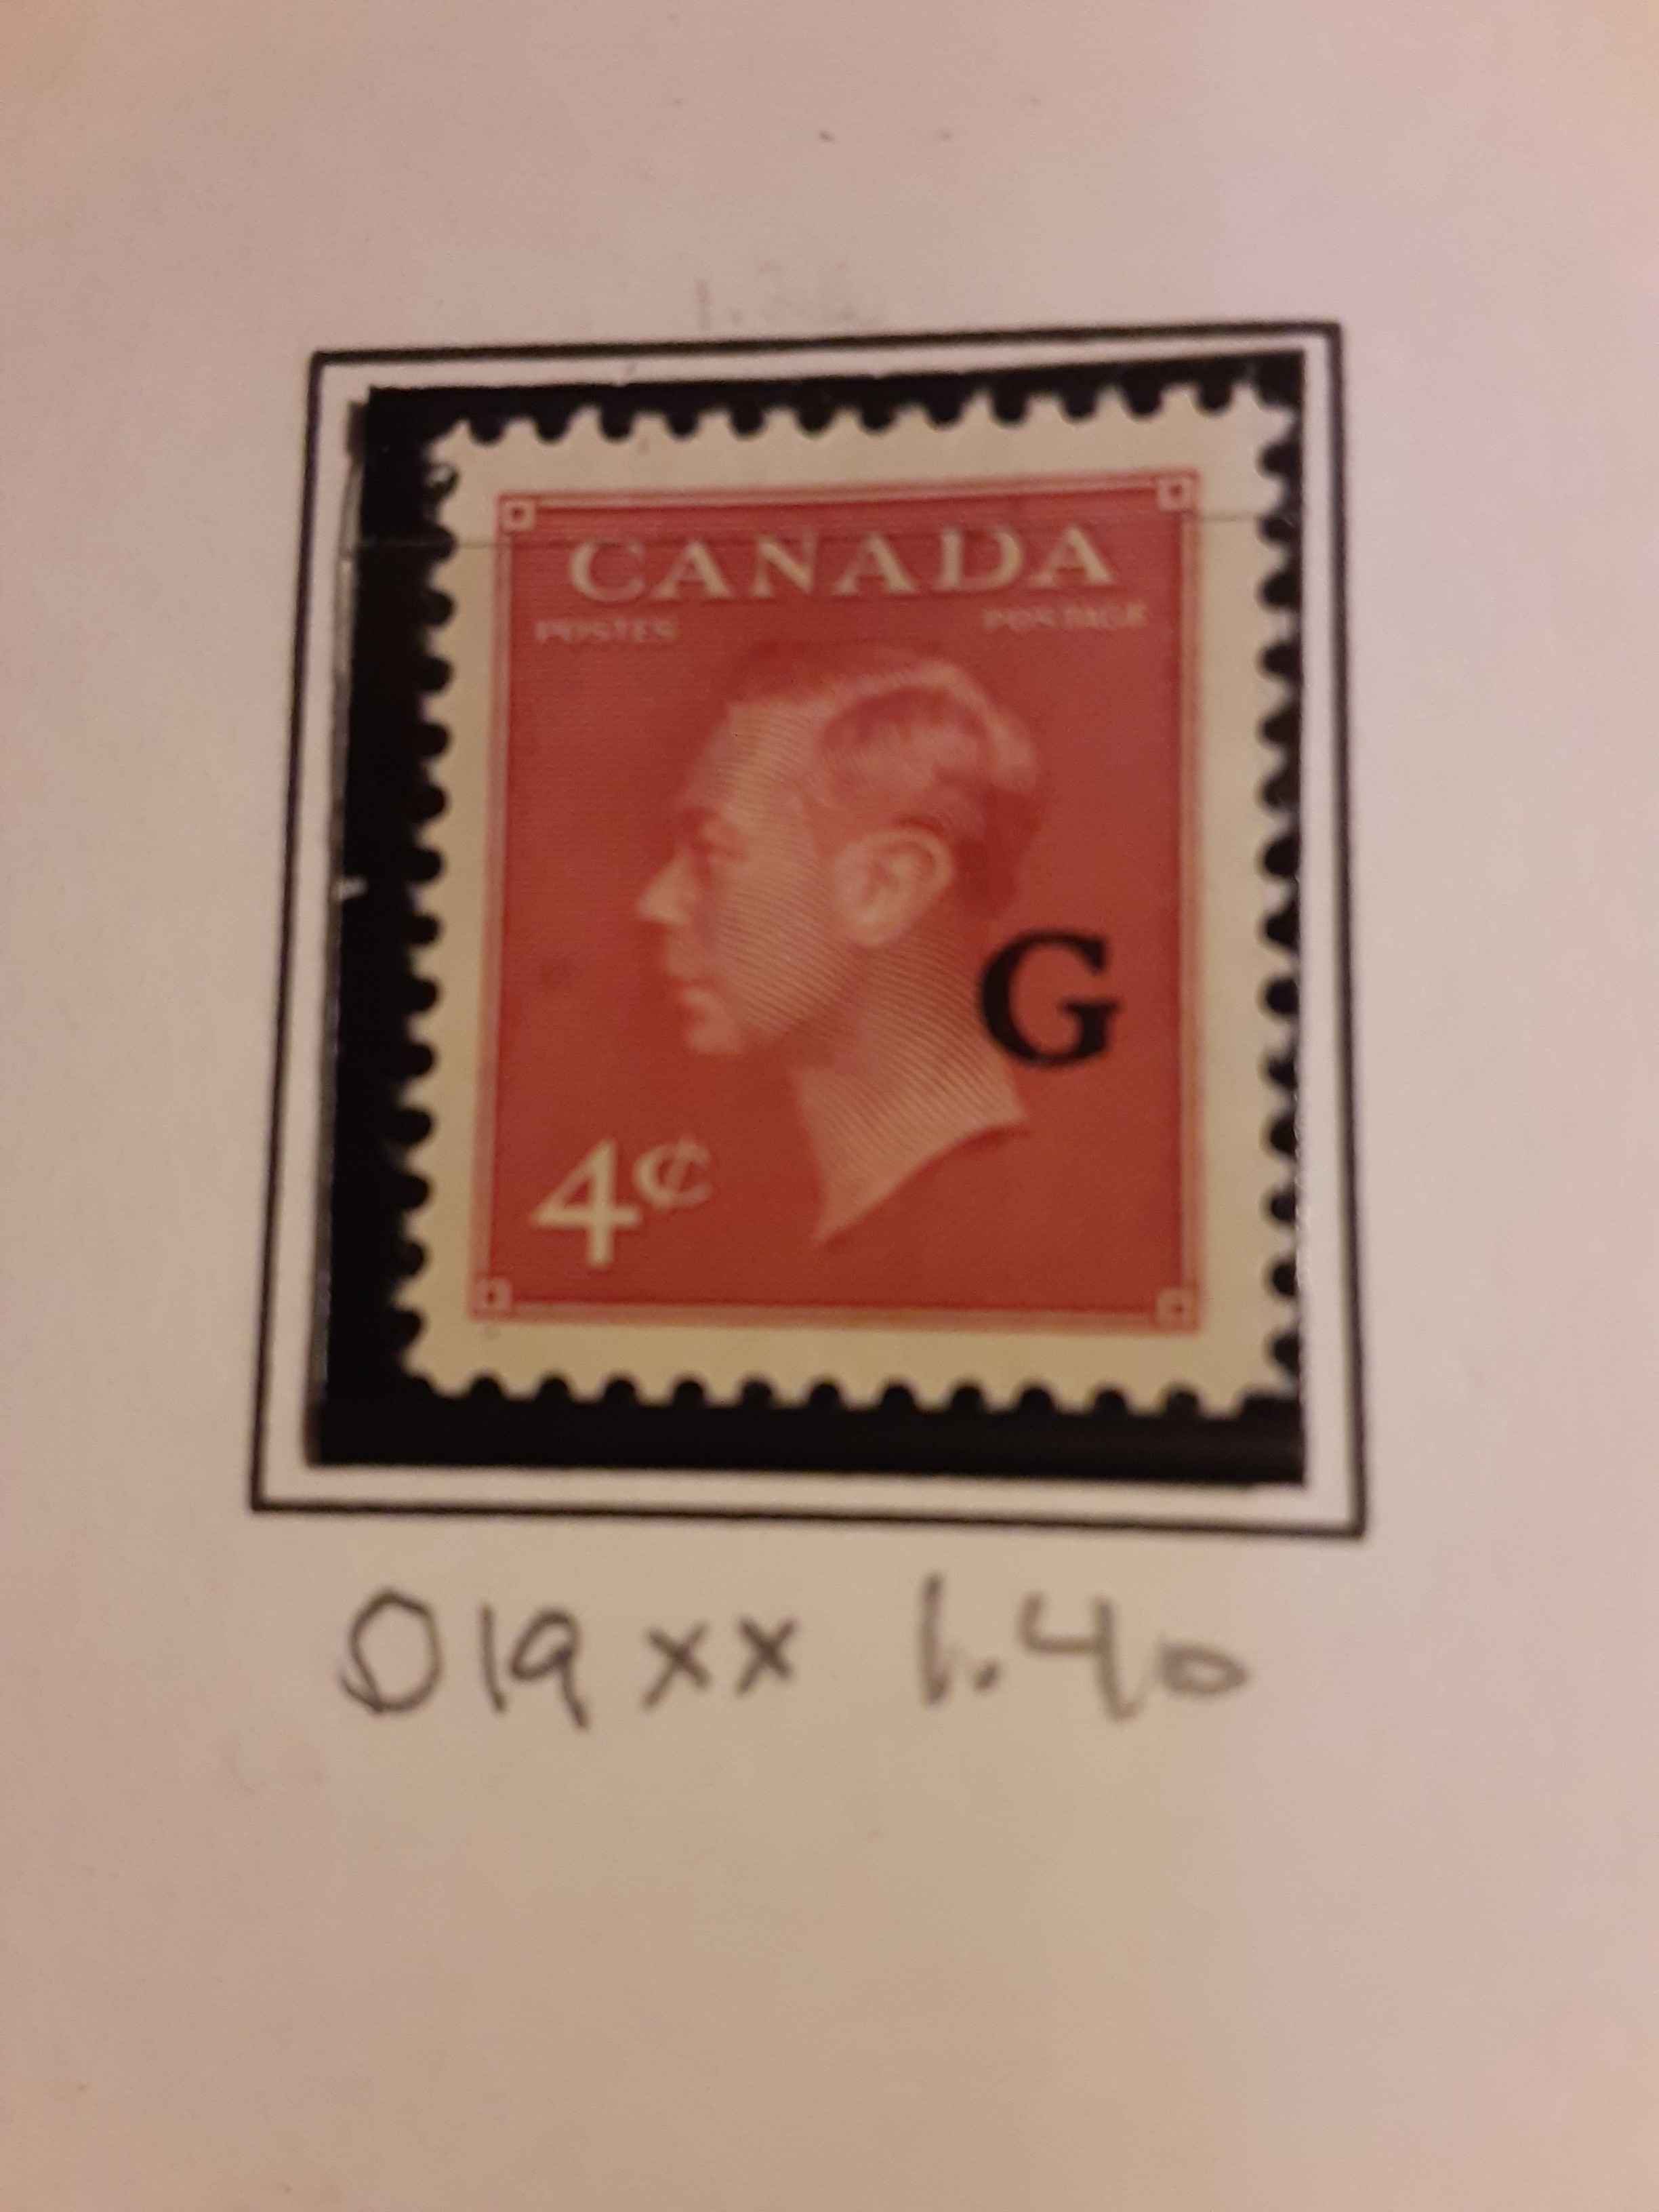 CANADA
POSTES POSTAGE
G
4¢
O19 xx 1.40